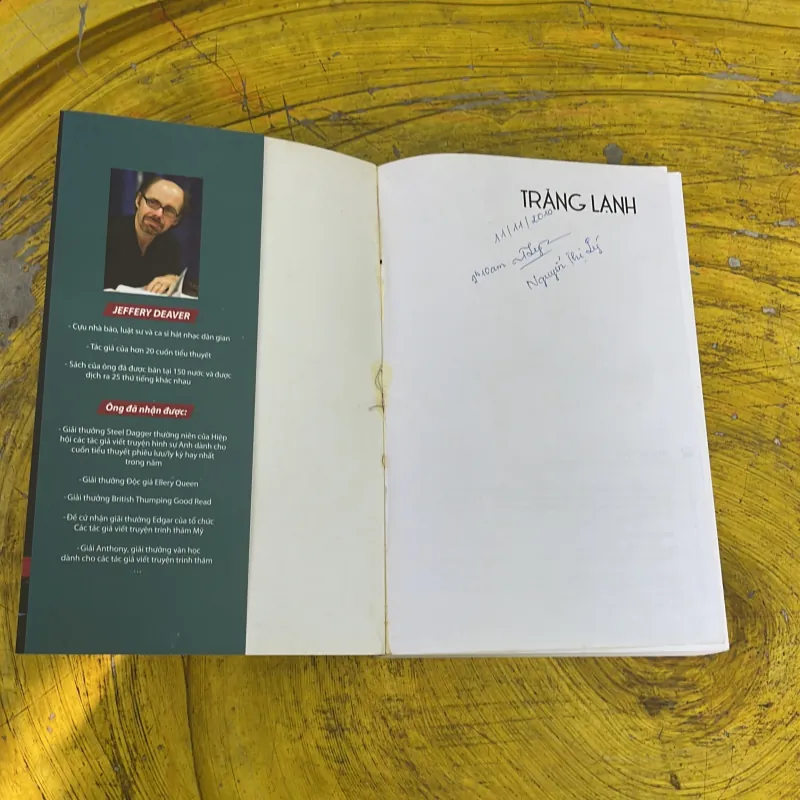 JEFFERY DEAVER
- Cựu nhà báo, luật sư và ca sĩ hát nhạc dân gian
- Tác giả của hơn 20 cuốn tiểu thuyết
- Sách của ông đã được bán tại 150 nước và được
dịch ra 25 thứ tiếng khác nhau
Ông đã nhận được:
- Giải thưởng Steel Dagger thường niên của Hiệp
hội các tác giả viết truyện hình sự Anh dành cho
cuốn tiểu thuyết phiêu lưu/ly kỳ hay nhất
trong năm
- Giải thưởng Độc giả Ellery Queen
- Giải thưởng British Thumping Good Read
- Đề cử nhận giải thưởng Edgar của tổ chức
Các tác giả viết truyện trinh thám Mỹ
- Giải Anthony, giải thưởng văn học
dành cho các tác giả viết truyện trinh thám
...
TRĂNG LẠNH
11/11/2010
9h10am
Nguyễn Thị Lý